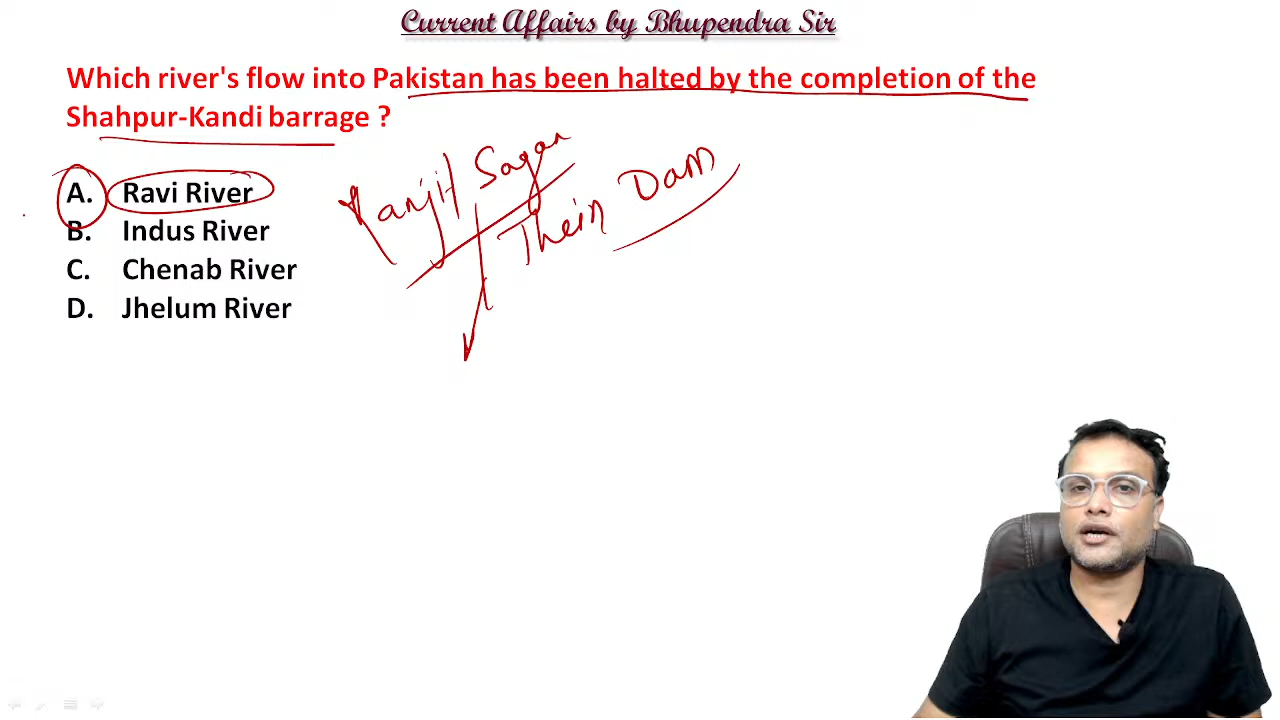 Current Affairs by Bhupendra Sir
Which river's flow into Pakistan has been halted by the completion of the
Shahpur-Kandi barrage ?
A. Ravi River
B. Indus River
C. Chenab River
D. Jhelum River
Ranjit Sagar
Thein Dam